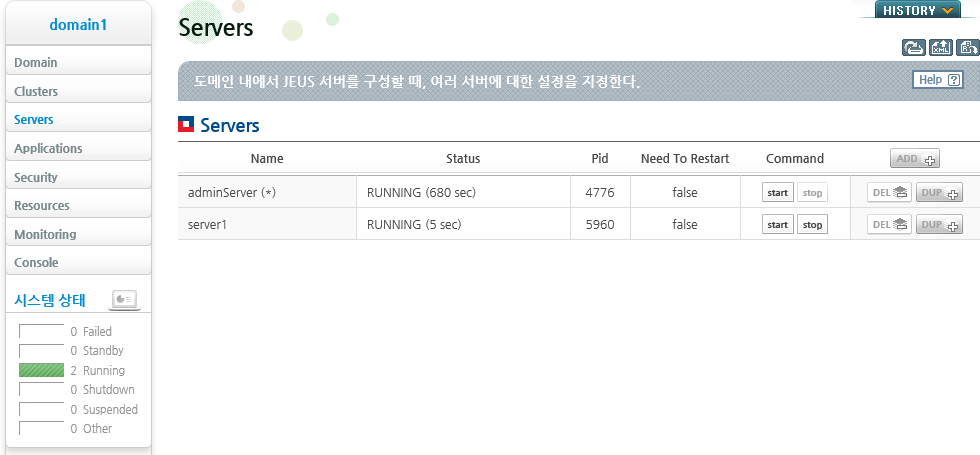 domain1
Domain
Clusters
Servers
Applications
Security
Resources
Monitoring
Console
시스템 상태
0 Failed
0 Standby
2 Running
0 Shutdown
0 Suspended
0 Other
HISTORY
Servers
XML
도메인 내에서 JEUS 서버를 구성할 때, 여러 서버에 대한 설정을 지정한다.
Help ?
Servers
Name Status Pid Need To Restart Command ADD
adminServer (*) RUNNING (680 sec) 4776 false start stop DEL DUP
server1 RUNNING (5 sec) 5960 false start stop DEL DUP